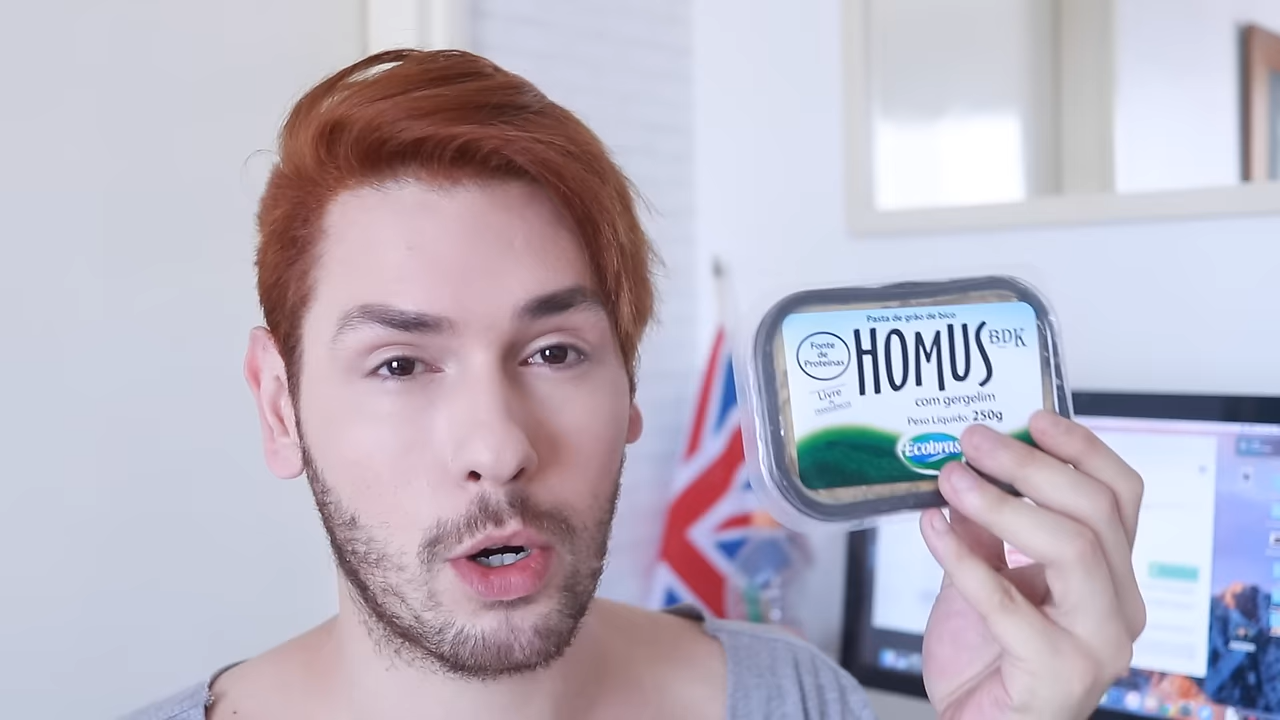 Pasta de grão de bico
Fonte
de
Proteínas
HOMUS BDK
Livre
com gergelim
Peso Líquido: 250g
Ecobras